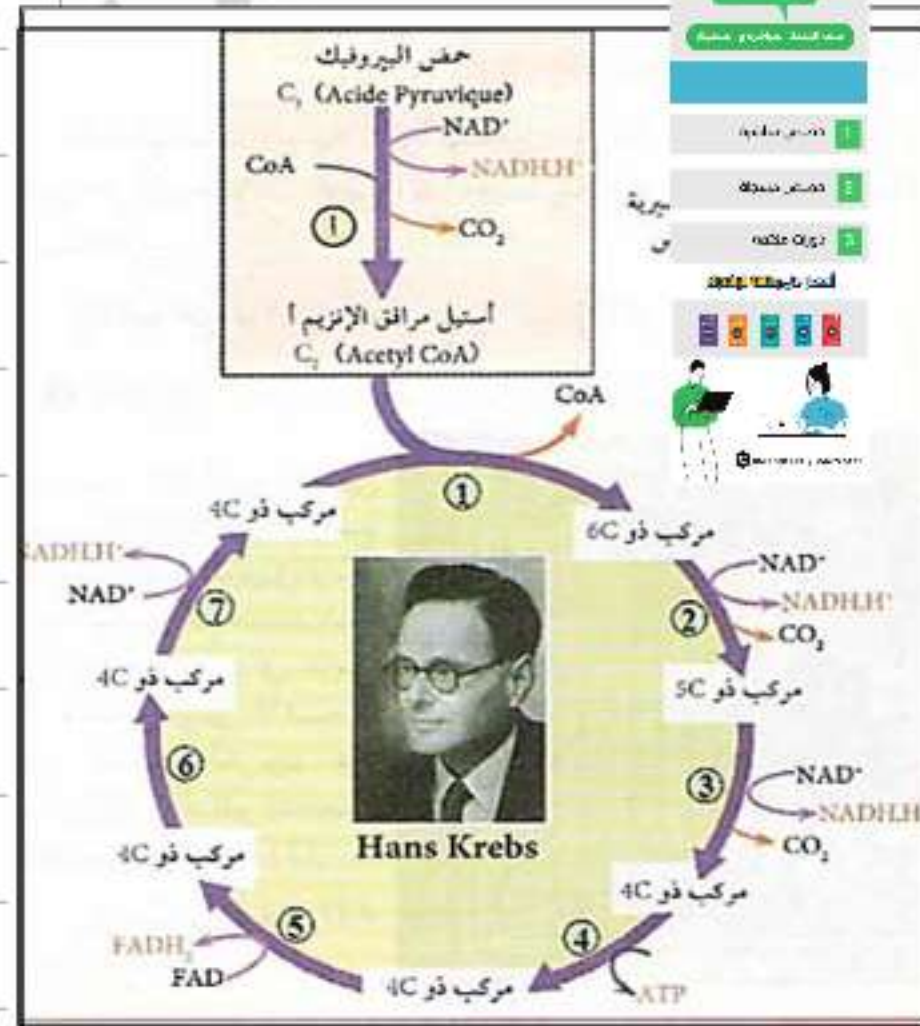 حمض البيروفيك
C₃ (Acide Pyruvique)
NAD⁺
CoA
NADH.H⁺
①
CO₂
أستيل مرافق الإنزيم أ
C₂ (Acetyl CoA)
CoA
①
مركب ذو 4C
مركب ذو 6C
NADH.H⁺
NAD⁺
⑦
NAD⁺
NADH.H⁺
②
CO₂
مركب ذو 4C
مركب ذو 5C
⑥
③
NAD⁺
NADH.H
CO₂
Hans Krebs
مركب ذو 4C
مركب ذو 4C
⑤
④
FADH₂
FAD
ATP
مركب ذو 4C